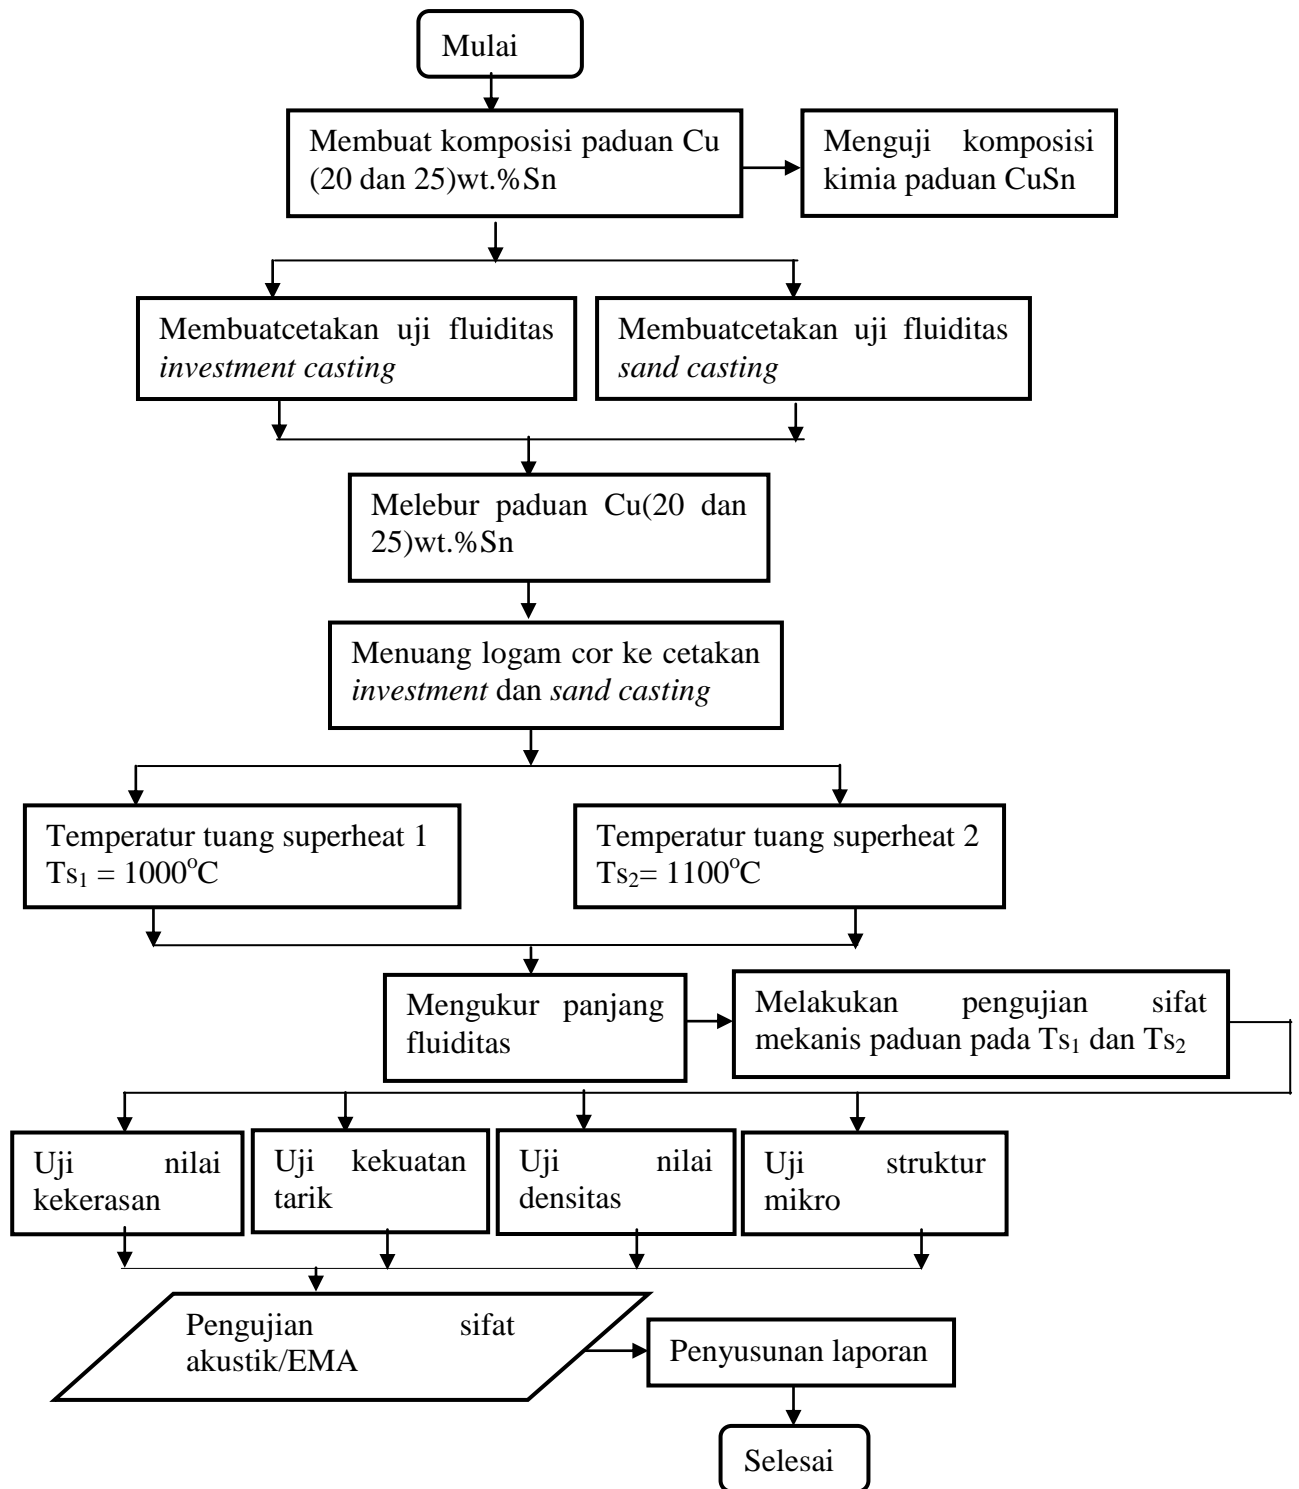 Mulai
Membuat komposisi paduan Cu
(20 dan 25)wt.%Sn
Menguji komposisi
kimia paduan CuSn
Membuatcetakan uji fluiditas
investment casting
Membuatcetakan uji fluiditas
sand casting
Melebur paduan Cu(20 dan
25)wt.%Sn
Menuang logam cor ke cetakan
investment dan sand casting
Temperatur tuang superheat 1
Ts₁ = 1000°C
Temperatur tuang superheat 2
Ts₂= 1100°C
Mengukur panjang
fluiditas
Melakukan pengujian sifat
mekanis paduan pada Ts₁ dan Ts₂
Uji nilai
kekerasan
Uji kekuatan
tarik
Uji nilai
densitas
Uji struktur
mikro
Pengujian sifat
akustik/EMA
Penyusunan laporan
Selesai